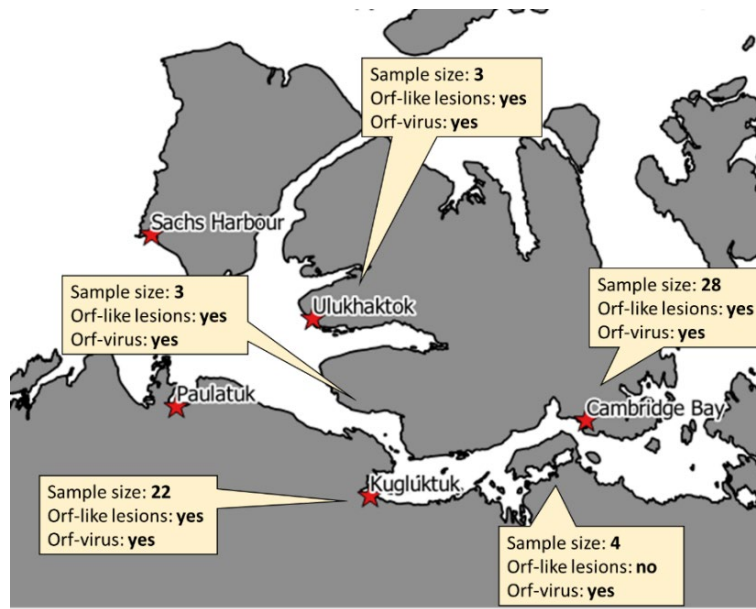 Sample size: 3
Orf-like lesions: yes
Orf-virus: yes
Sachs Harbour
Sample size: 3
Orf-like lesions: yes
Orf-virus: yes
Ulukhaktok
Sample size: 28
Orf-like lesions: yes
Orf-virus: yes
Paulatuk
Cambridge Bay
Sample size: 22
Orf-like lesions: yes
Orf-virus: yes
Kugluktuk
Sample size: 4
Orf-like lesions: no
Orf-virus: yes